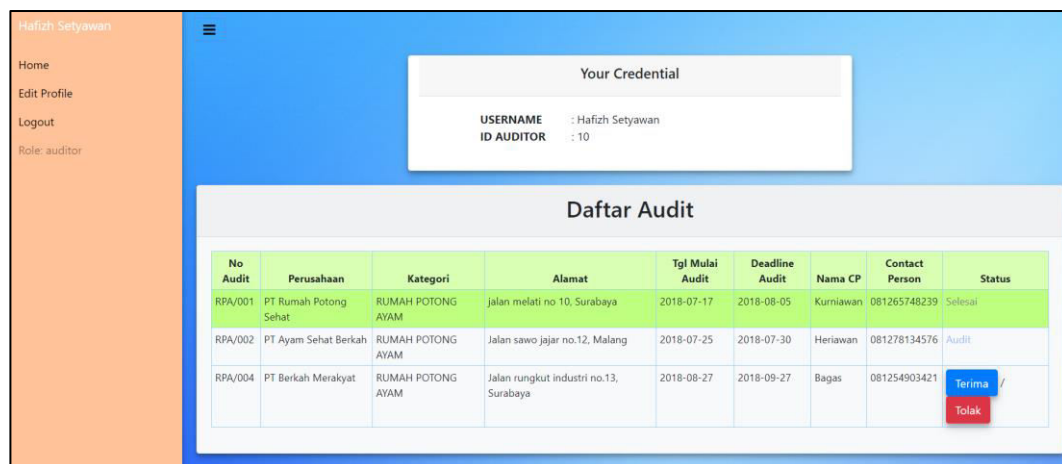 Hafizh Setyawan
Home
Edit Profile
Logout
Role: auditor
Your Credential
USERNAME : Hafizh Setyawan
ID AUDITOR : 10
Daftar Audit
No Audit Perusahaan Kategori Alamat Tgl Mulai Audit Deadline Audit Nama CP Contact Person Status
RPA/001 PT Rumah Potong Sehat RUMAH POTONG AYAM jalan melati no 10, Surabaya 2018-07-17 2018-08-05 Kurniawan 081265748239 Selesai
RPA/002 PT Ayam Sehat Berkah RUMAH POTONG AYAM Jalan sawo jajar no.12, Malang 2018-07-25 2018-07-30 Heriawan 081278134576 Audit
RPA/004 PT Berkah Merakyat RUMAH POTONG AYAM Jalan rungkut industri no.13, Surabaya 2018-08-27 2018-09-27 Bagas 081254903421 Terima / Tolak